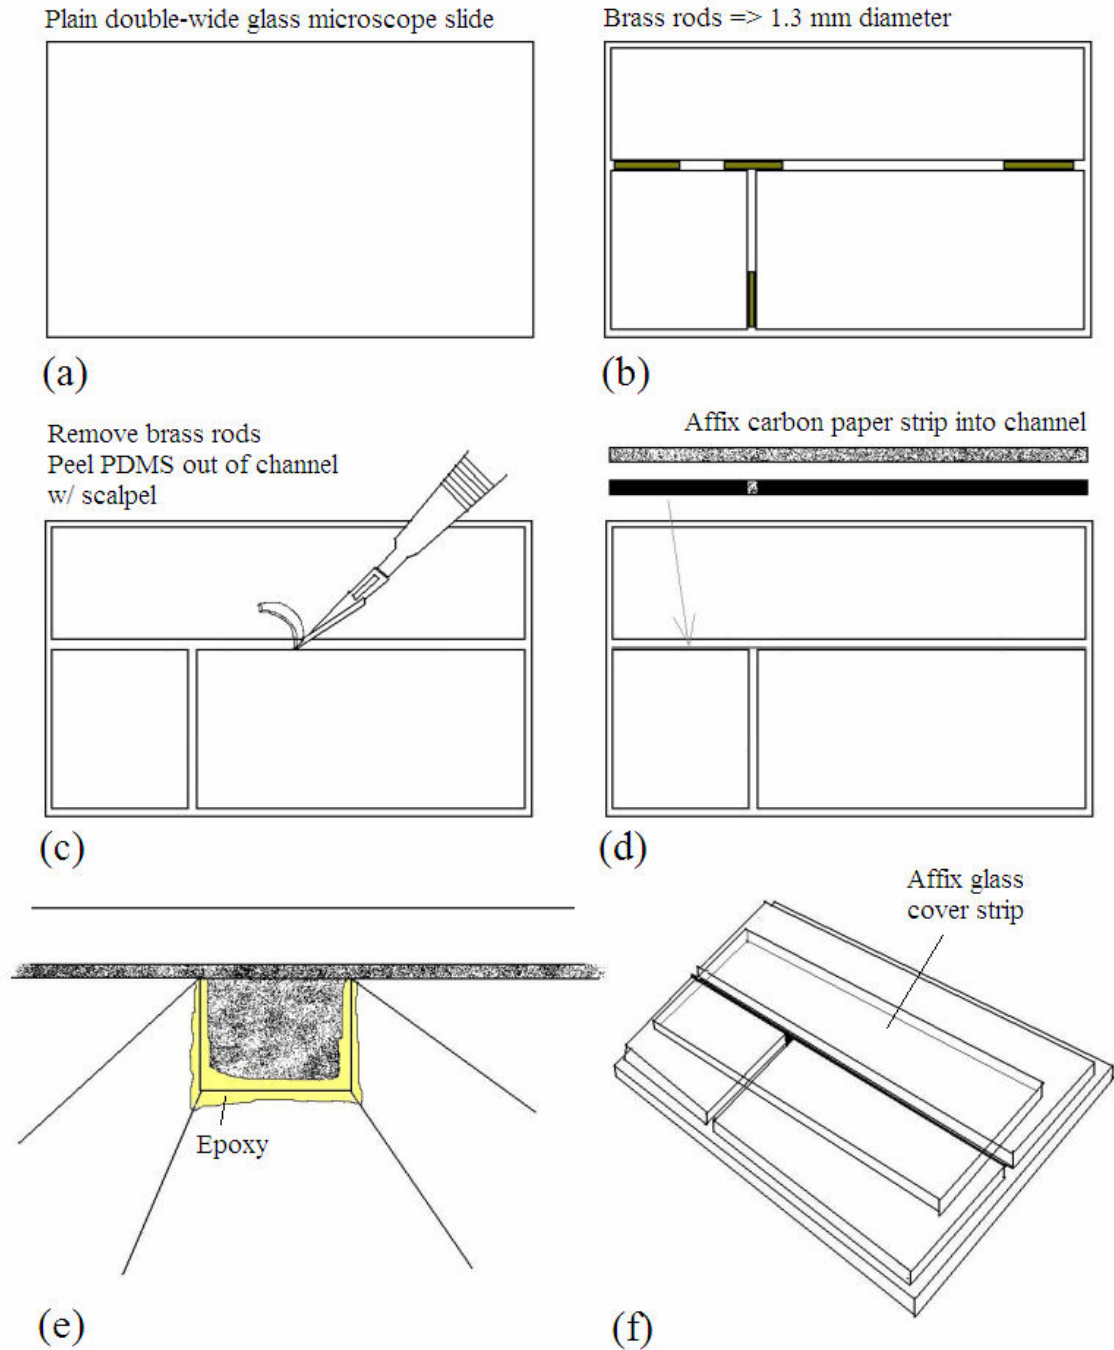 Plain double-wide glass microscope slide
Brass rods => 1.3 mm diameter
(a)
(b)
Remove brass rods
Peel PDMS out of channel
w/ scalpel
Affix carbon paper strip into channel
(c)
(d)
Epoxy
Affix glass
cover strip
(e)
(f)